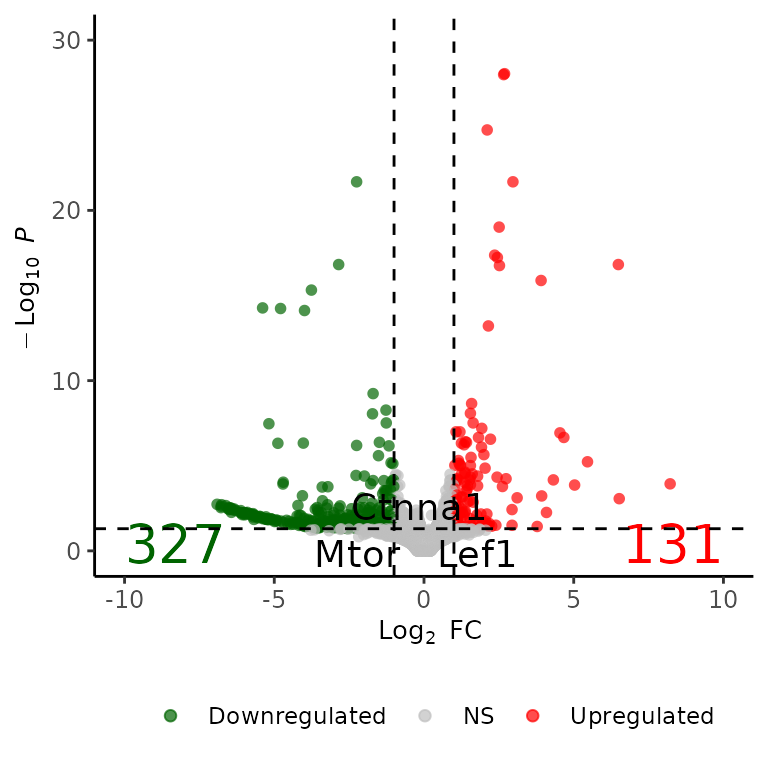 30
20
10
0
− Log10 P
Ctnna1
327
131
Mtor
Lef1
-10 -5 0 5 10
Log2 FC
Downregulated NS Upregulated